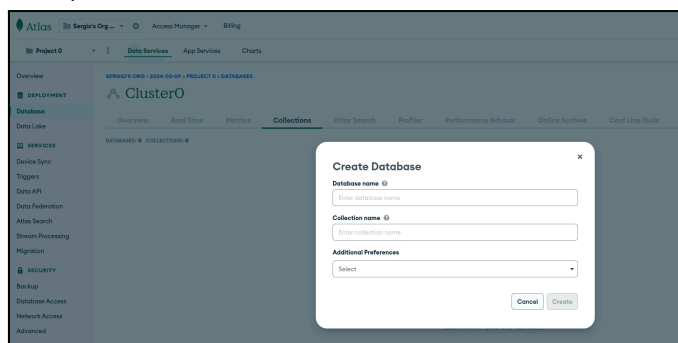 Atlas Sergio's Org ... Access Manager Billing
Project 0 Data Services App Services Charts
Overview
DEPLOYMENT
Database
Data Lake
SERVICES
Device Sync
Triggers
Data API
Data Federation
Atlas Search
Stream Processing
Migration
SECURITY
Backup
Database Access
Network Access
Advanced
SERGIO'S ORG - 2024-03-09 > PROJECT 0 > DATABASES
Cluster0
Overview Real Time Metrics Collections Atlas Search Profiler Performance Advisor Online Archive Cmd Line Tools
DATABASES: 0 COLLECTIONS: 0
Create Database
Database name
Enter database name
Collection name
Enter collection name
Additional Preferences
Select
Cancel Create